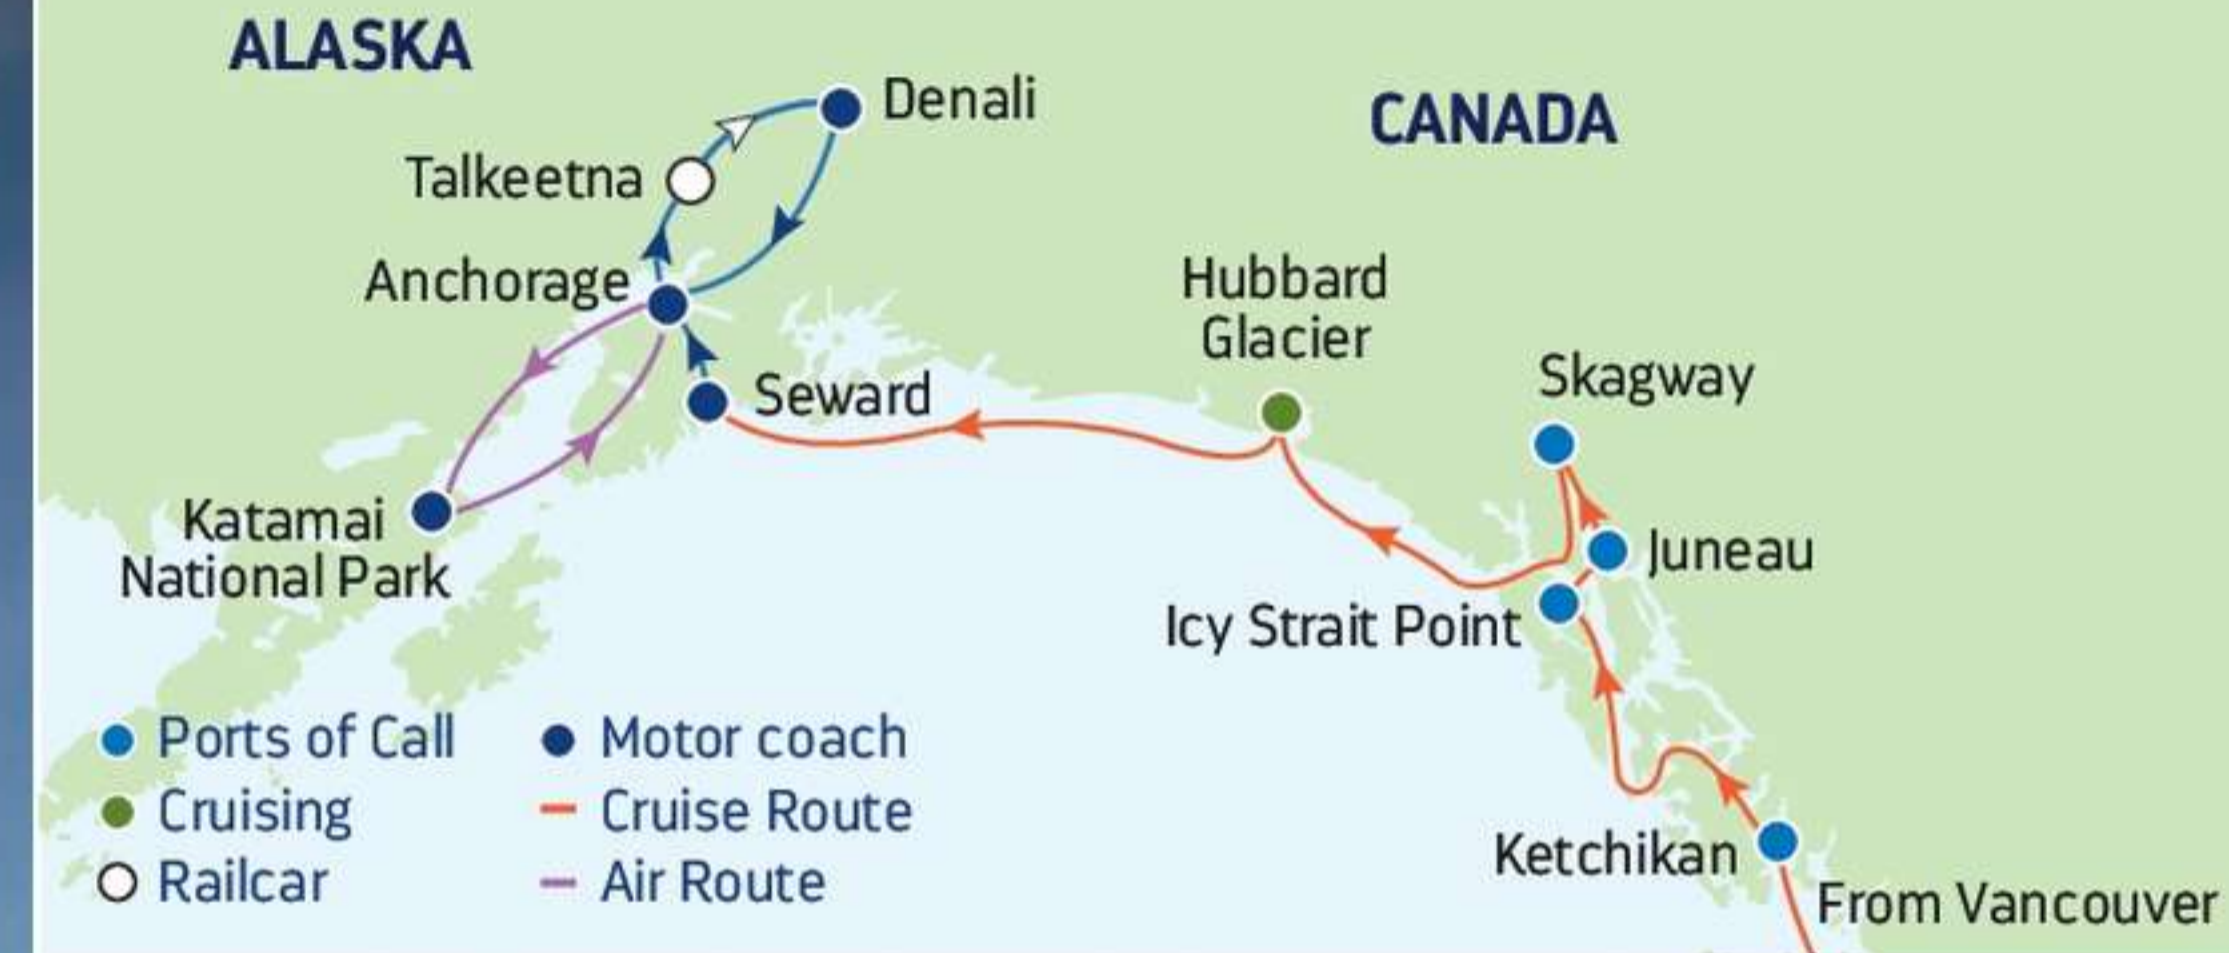 ALASKA
Denali
CANADA
Talkeetna
Anchorage
Hubbard
Glacier
Skagway
Seward
Katamai
National Park
Juneau
Icy Strait Point
Ports of Call
Motor coach
Cruising
Cruise Route
Railcar
Air Route
Ketchikan
From Vancouver